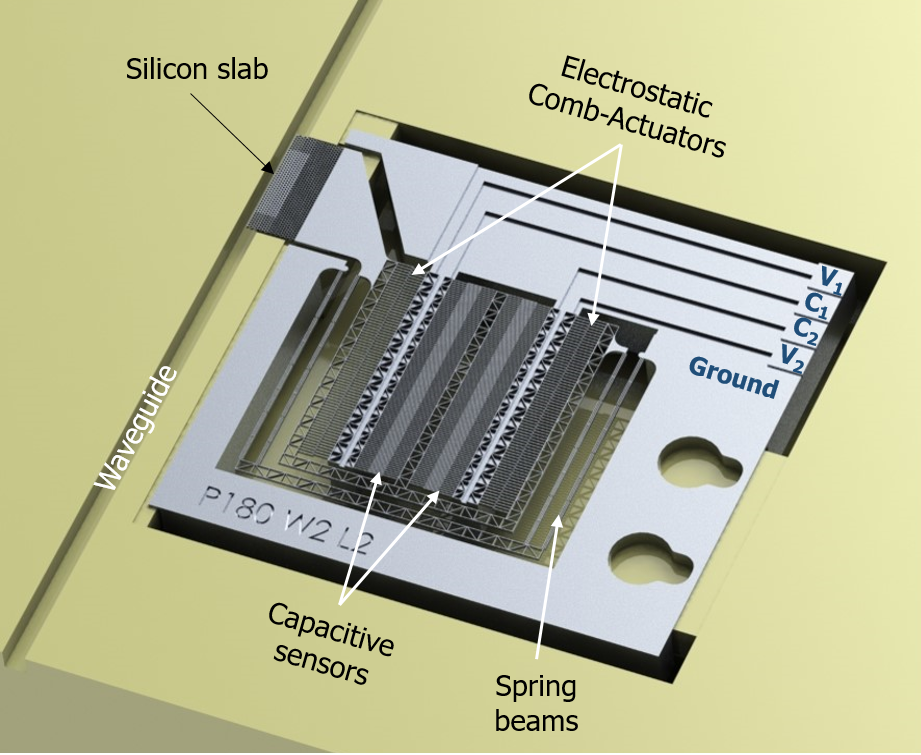 Silicon slab
Electrostatic
Comb-Actuators
V₁
C₁
C₂
V₂
Ground
Waveguide
P180 W2 L2
Capacitive
sensors
Spring
beams